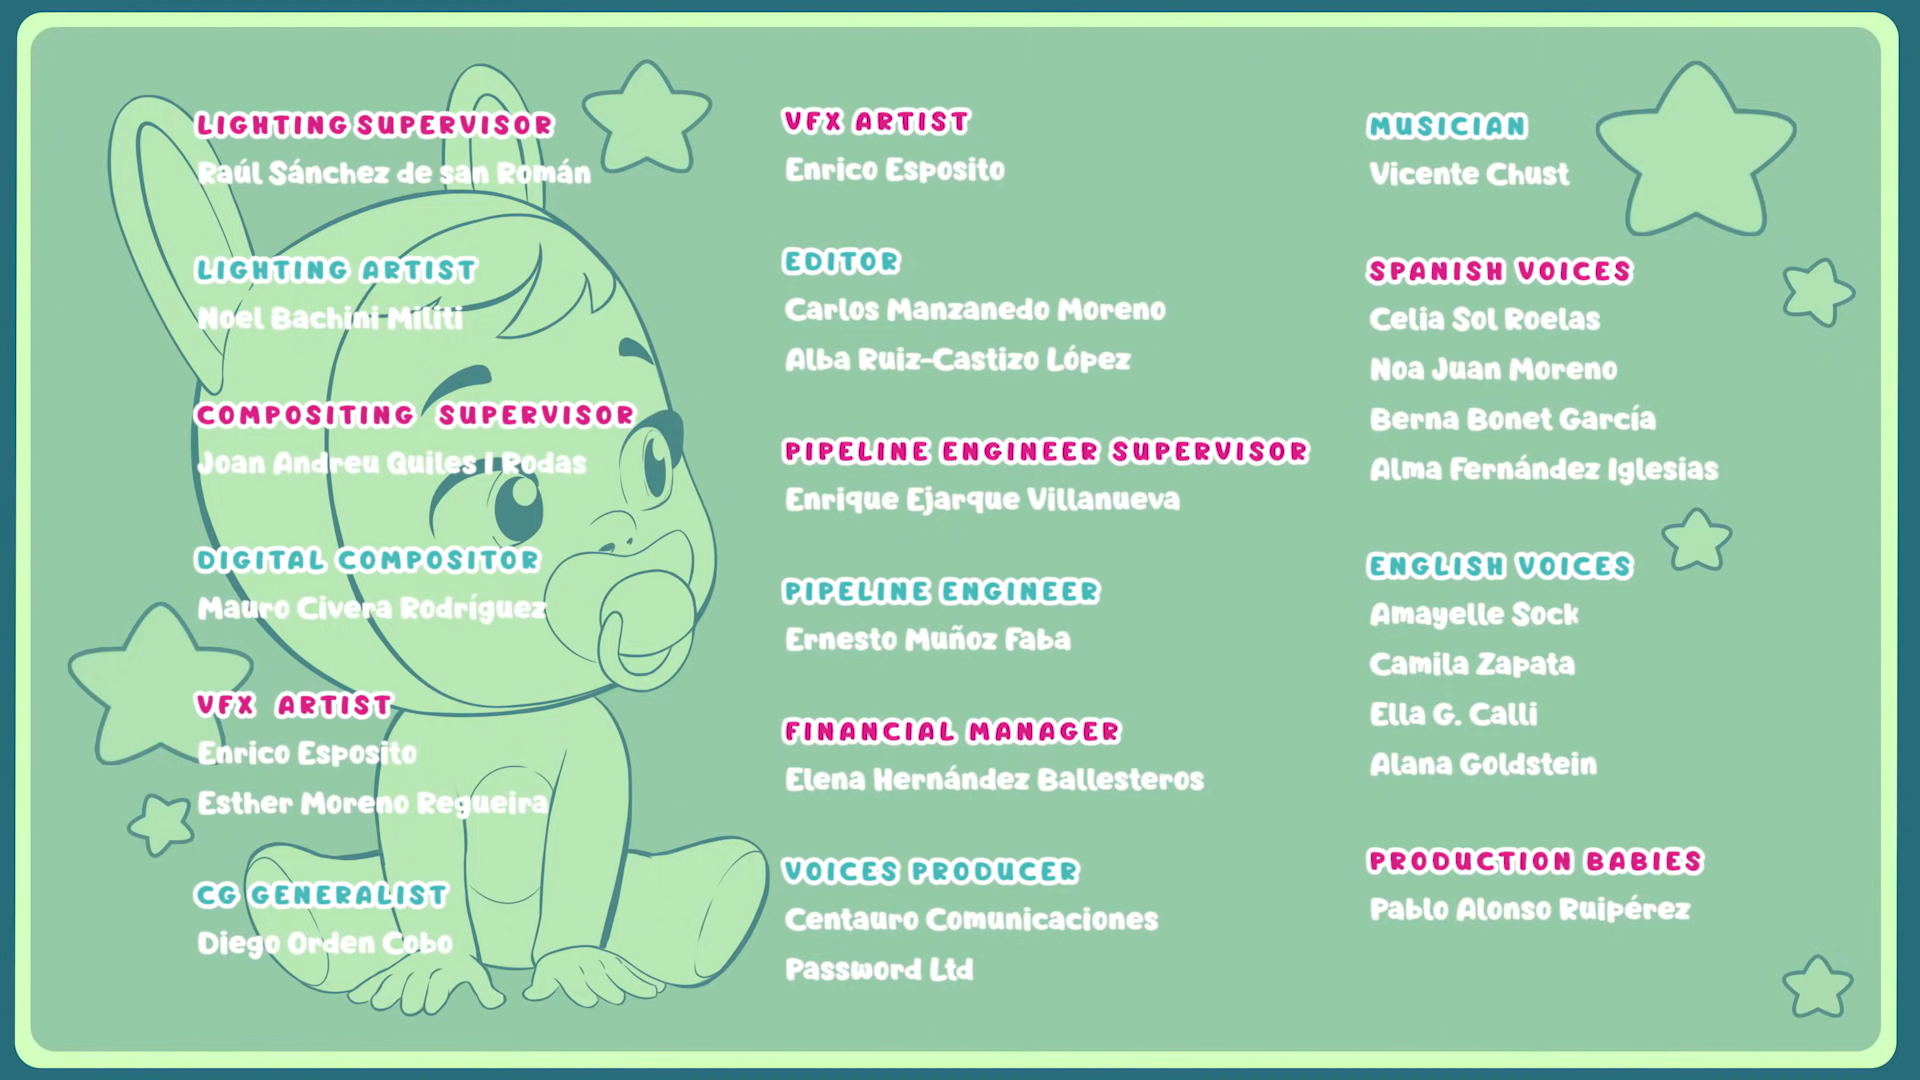 LIGHTING SUPERVISOR
Raúl Sánchez de san Román
LIGHTING ARTIST
Noel Bachini Militi
COMPOSITING SUPERVISOR
Joan Andreu Quiles I Rodas
DIGITAL COMPOSITOR
Mauro Civera Rodríguez
VFX ARTIST
Enrico Esposito
Esther Moreno Regueira
CG GENERALIST
Diego Orden Cobo
VFX ARTIST
Enrico Esposito
EDITOR
Carlos Manzanedo Moreno
Alba Ruiz-Castizo López
PIPELINE ENGINEER SUPERVISOR
Enrique Ejarque Villanueva
PIPELINE ENGINEER
Ernesto Muñoz Faba
FINANCIAL MANAGER
Elena Hernández Ballesteros
VOICES PRODUCER
Centauro Comunicaciones
Password Ltd
MUSICIAN
Vicente Chust
SPANISH VOICES
Celia Sol Roelas
Noa Juan Moreno
Berna Bonet García
Alma Fernández Iglesias
ENGLISH VOICES
Amayelle Sock
Camila Zapata
Ella G. Calli
Alana Goldstein
PRODUCTION BABIES
Pablo Alonso Ruipérez